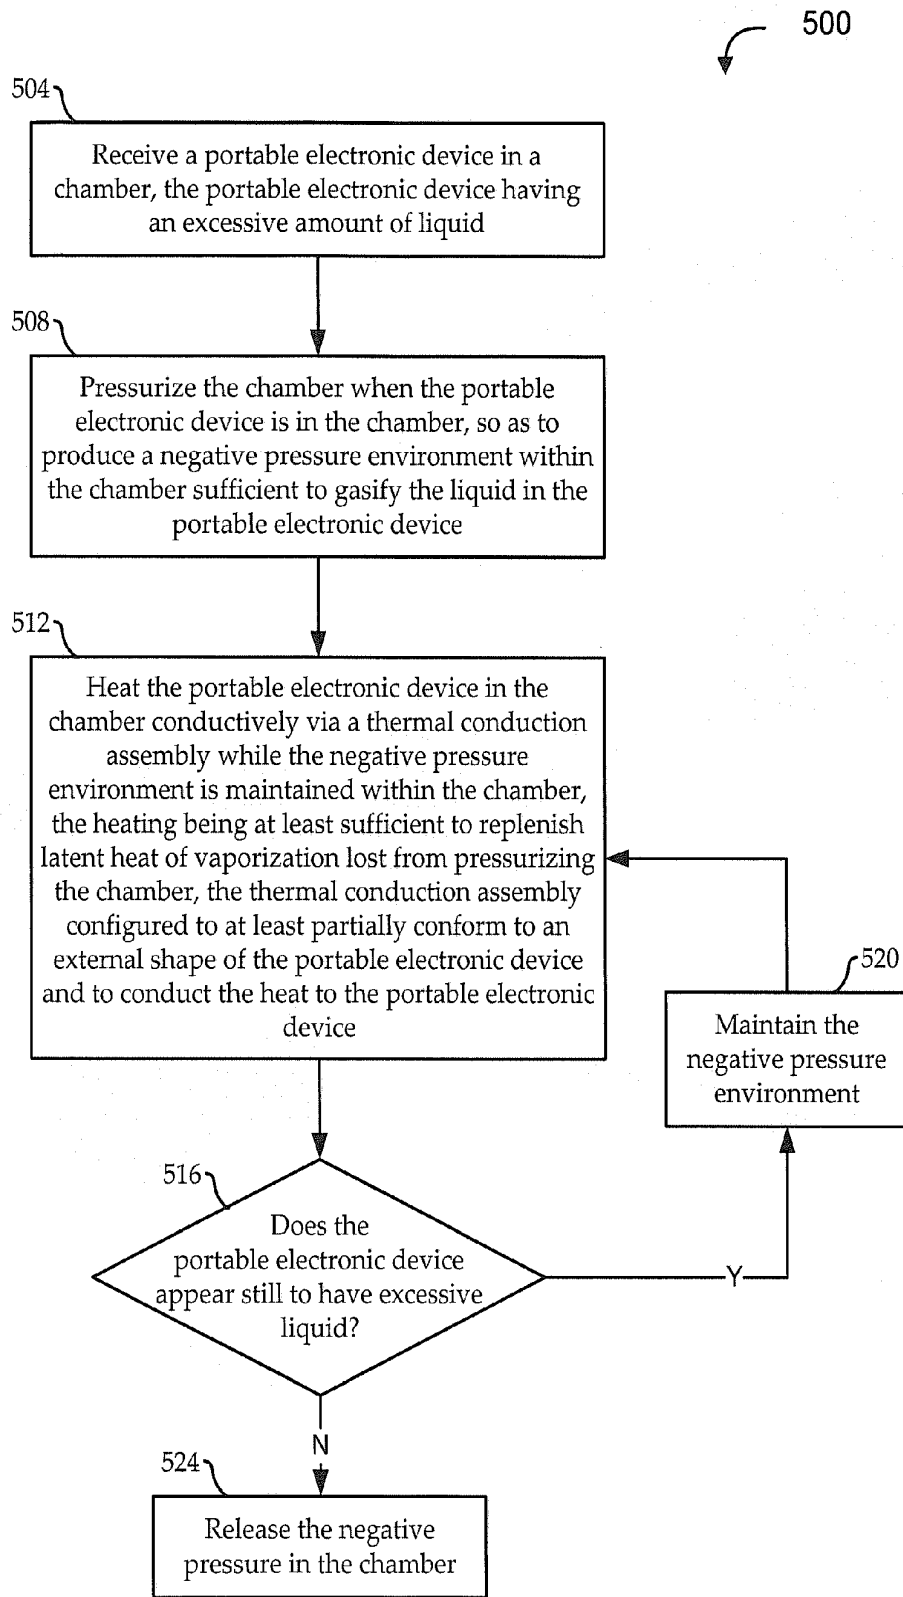 500
504
Receive a portable electronic device in a
chamber, the portable electronic device having
an excessive amount of liquid
508
Pressurize the chamber when the portable
electronic device is in the chamber, so as to
produce a negative pressure environment within
the chamber sufficient to gasify the liquid in the
portable electronic device
512
Heat the portable electronic device in the
chamber conductively via a thermal conduction
assembly while the negative pressure
environment is maintained within the chamber,
the heating being at least sufficient to replenish
latent heat of vaporization lost from pressurizing
the chamber, the thermal conduction assembly
configured to at least partially conform to an
external shape of the portable electronic device
and to conduct the heat to the portable electronic
device
520
Maintain the
negative pressure
environment
516
Does the
portable electronic device
appear still to have excessive
liquid?
Y
N
524
Release the negative
pressure in the chamber